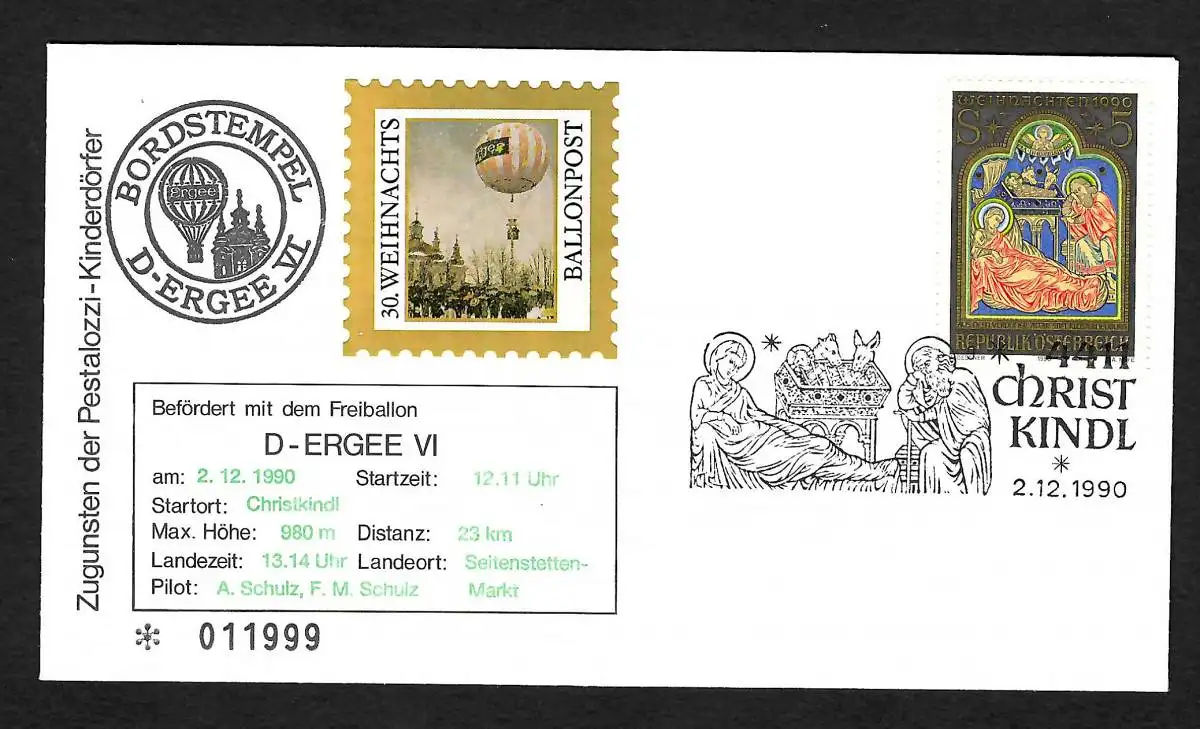 Zugunsten der Pestalozzi-Kinderdörfer
BORDSTEMPEL
Ergee
D-ERGEE VI
30. WEIHNACHTS
BALLONPOST
WEIHNACHTEN 1990
S 5
REPUBLIK ÖSTERREICH
4411
CHRIST
KINDL
2.12.1990
Befördert mit dem Freiballon
D-ERGEE VI
am: 2. 12. 1990 Startzeit: 12.11 Uhr
Startort: Christkindl
Max. Höhe: 980 m Distanz: 23 km
Landezeit: 13.14 Uhr Landeort: Seitenstetten-
Pilot: A. Schulz, F. M. Schulz Markt
011999